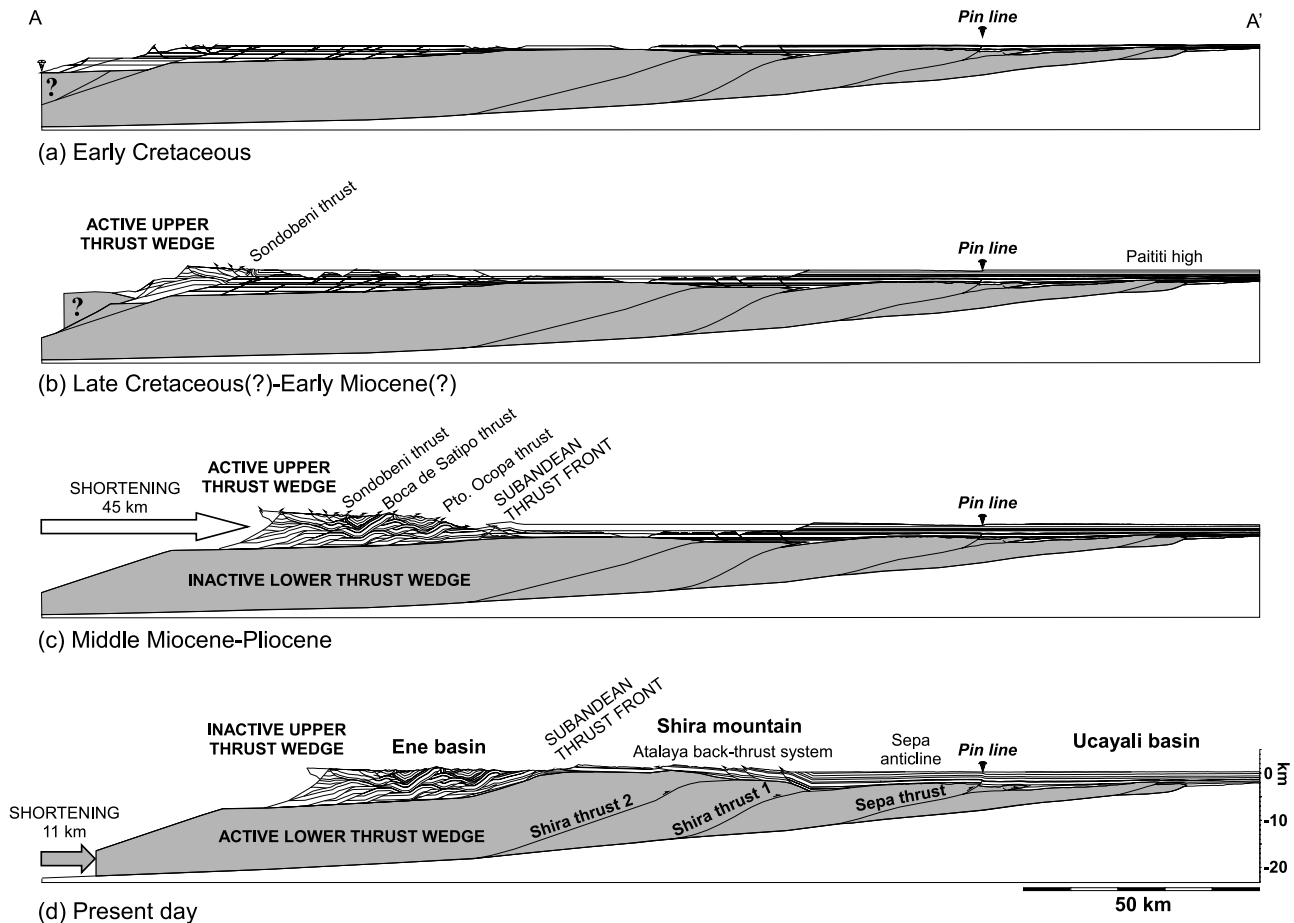 A
A'
Pin line
?
(a) Early Cretaceous
ACTIVE UPPER
THRUST WEDGE
Sondobeni thrust
Pin line
Paititi high
?
(b) Late Cretaceous(?)-Early Miocene(?)
SHORTENING
45 km
ACTIVE UPPER
THRUST WEDGE
Sondobeni thrust
Boca de Satipo thrust
Pto. Ocopa thrust
SUBANDEAN
THRUST FRONT
Pin line
INACTIVE LOWER THRUST WEDGE
(c) Middle Miocene-Pliocene
INACTIVE UPPER
THRUST WEDGE
Ene basin
SUBANDEAN
THRUST FRONT
Shira mountain
Atalaya back-thrust system
Sepa
anticline
Pin line
Ucayali basin
0
km
-10
-20
SHORTENING
11 km
ACTIVE LOWER THRUST WEDGE
Shira thrust 2
Shira thrust 1
Sepa thrust
50 km
(d) Present day